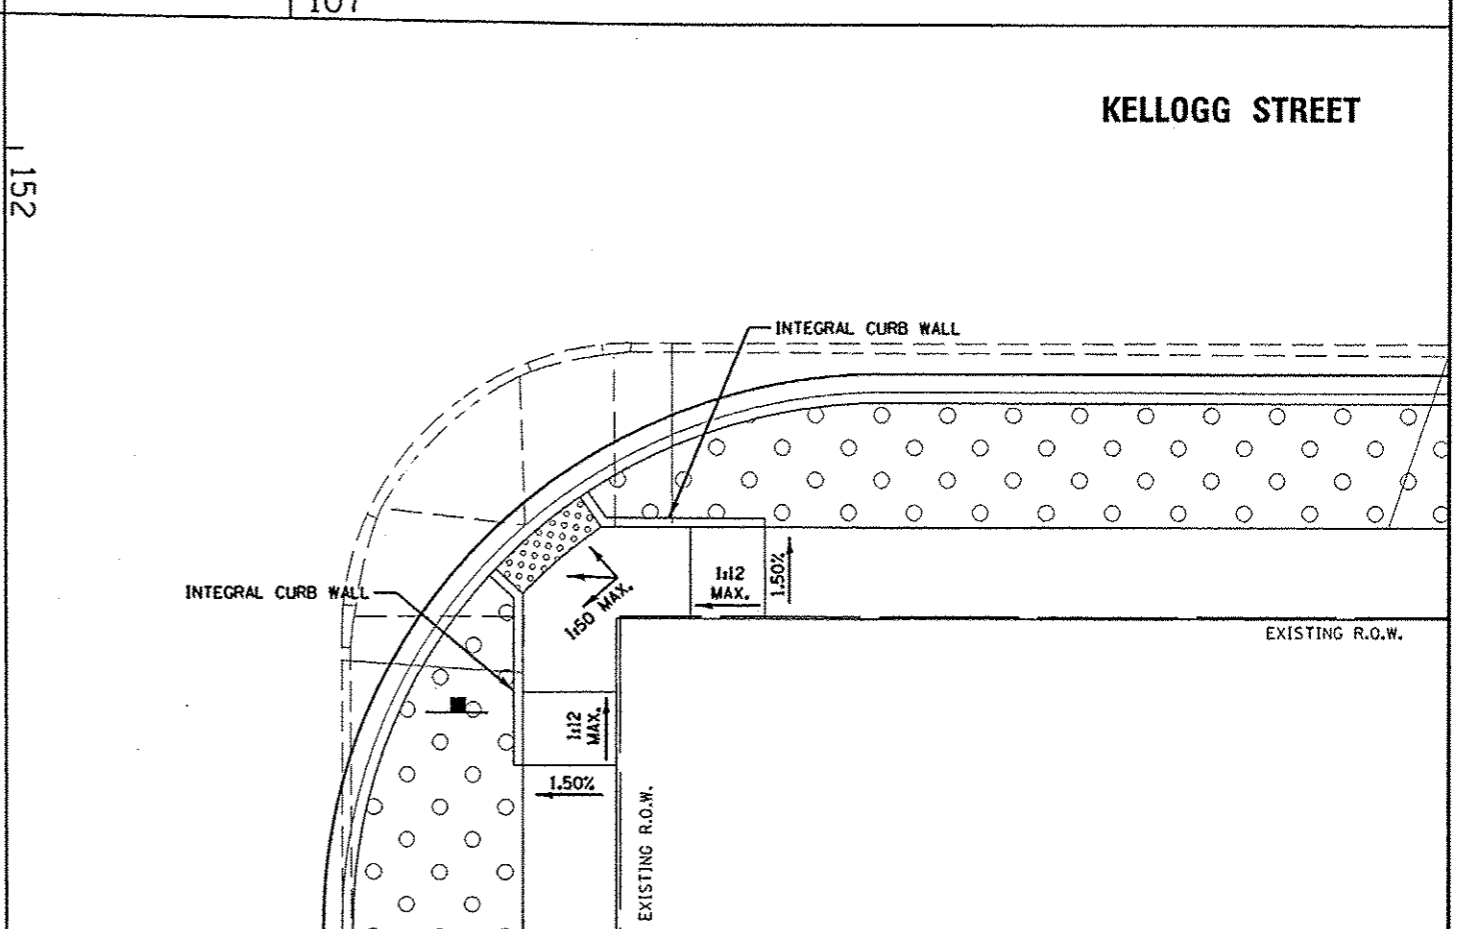 107
KELLOGG STREET
152
INTEGRAL CURB WALL
1:12
MAX.
1.50%
INTEGRAL CURB WALL
1:50 MAX.
EXISTING R.O.W.
1:12
MAX.
1.50%
EXISTING R.O.W.